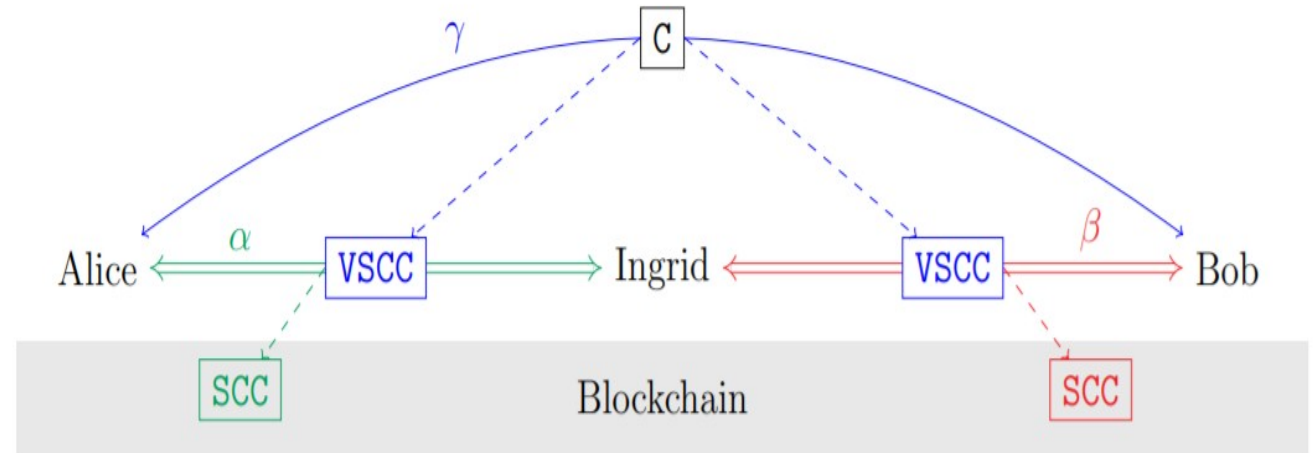 γ
C
α
β
Alice
VSCC
Ingrid
VSCC
Bob
SCC
Blockchain
SCC